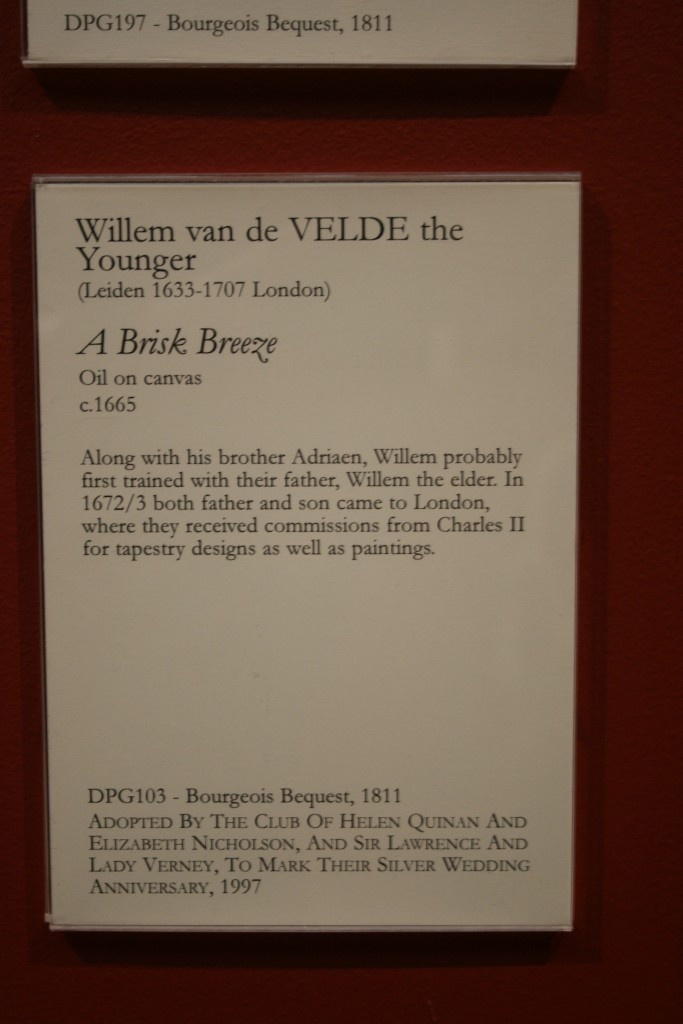 DPG197 - Bourgeois Bequest, 1811
Willem van de VELDE the
Younger
(Leiden 1633-1707 London)
A Brisk Breeze
Oil on canvas
c.1665
Along with his brother Adriaen, Willem probably
first trained with their father, Willem the elder. In
1672/3 both father and son came to London,
where they received commissions from Charles II
for tapestry designs as well as paintings.
DPG103 - Bourgeois Bequest, 1811
ADOPTED BY THE CLUB OF HELEN QUINAN AND
ELIZABETH NICHOLSON, AND SIR LAWRENCE AND
LADY VERNEY, TO MARK THEIR SILVER WEDDING
ANNIVERSARY, 1997